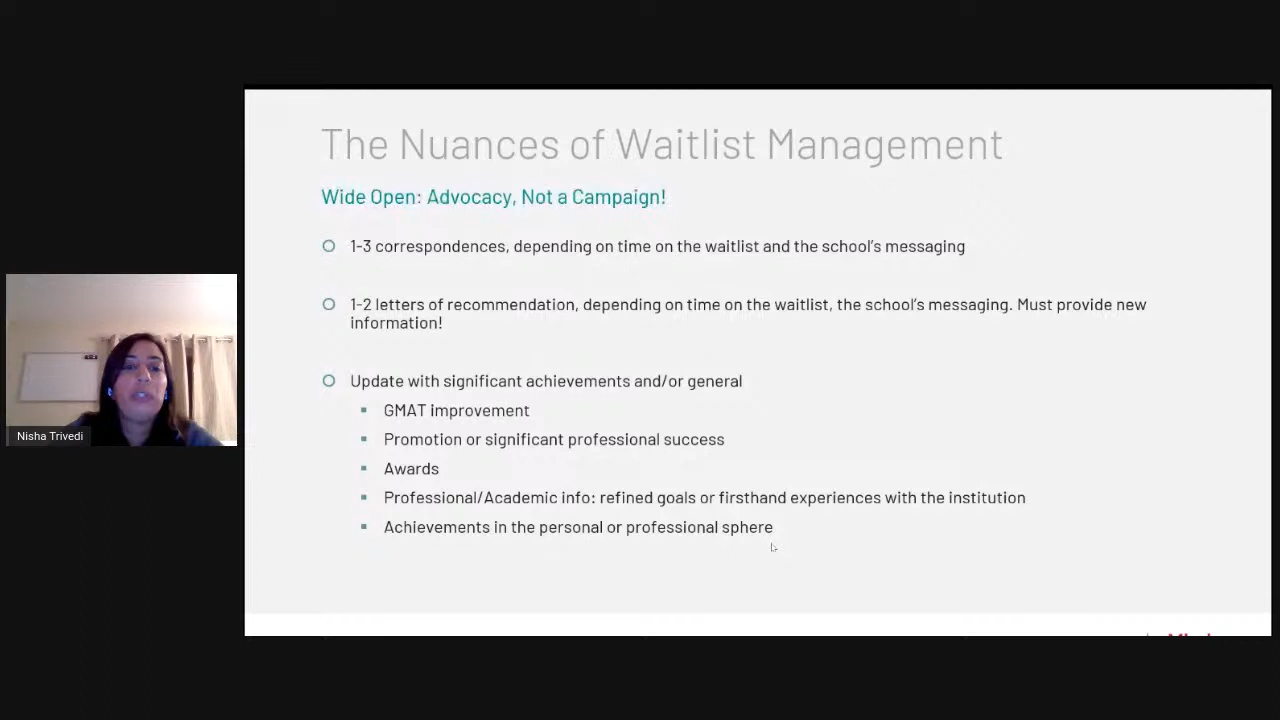 The Nuances of Waitlist Management
Wide Open: Advocacy, Not a Campaign!
1-3 correspondences, depending on time on the waitlist and the school's messaging
1-2 letters of recommendation, depending on time on the waitlist, the school's messaging. Must provide new
information!
Update with significant achievements and/or general
GMAT improvement
Promotion or significant professional success
Awards
Professional/Academic info: refined goals or firsthand experiences with the institution
Achievements in the personal or professional sphere
Nisha Trivedi